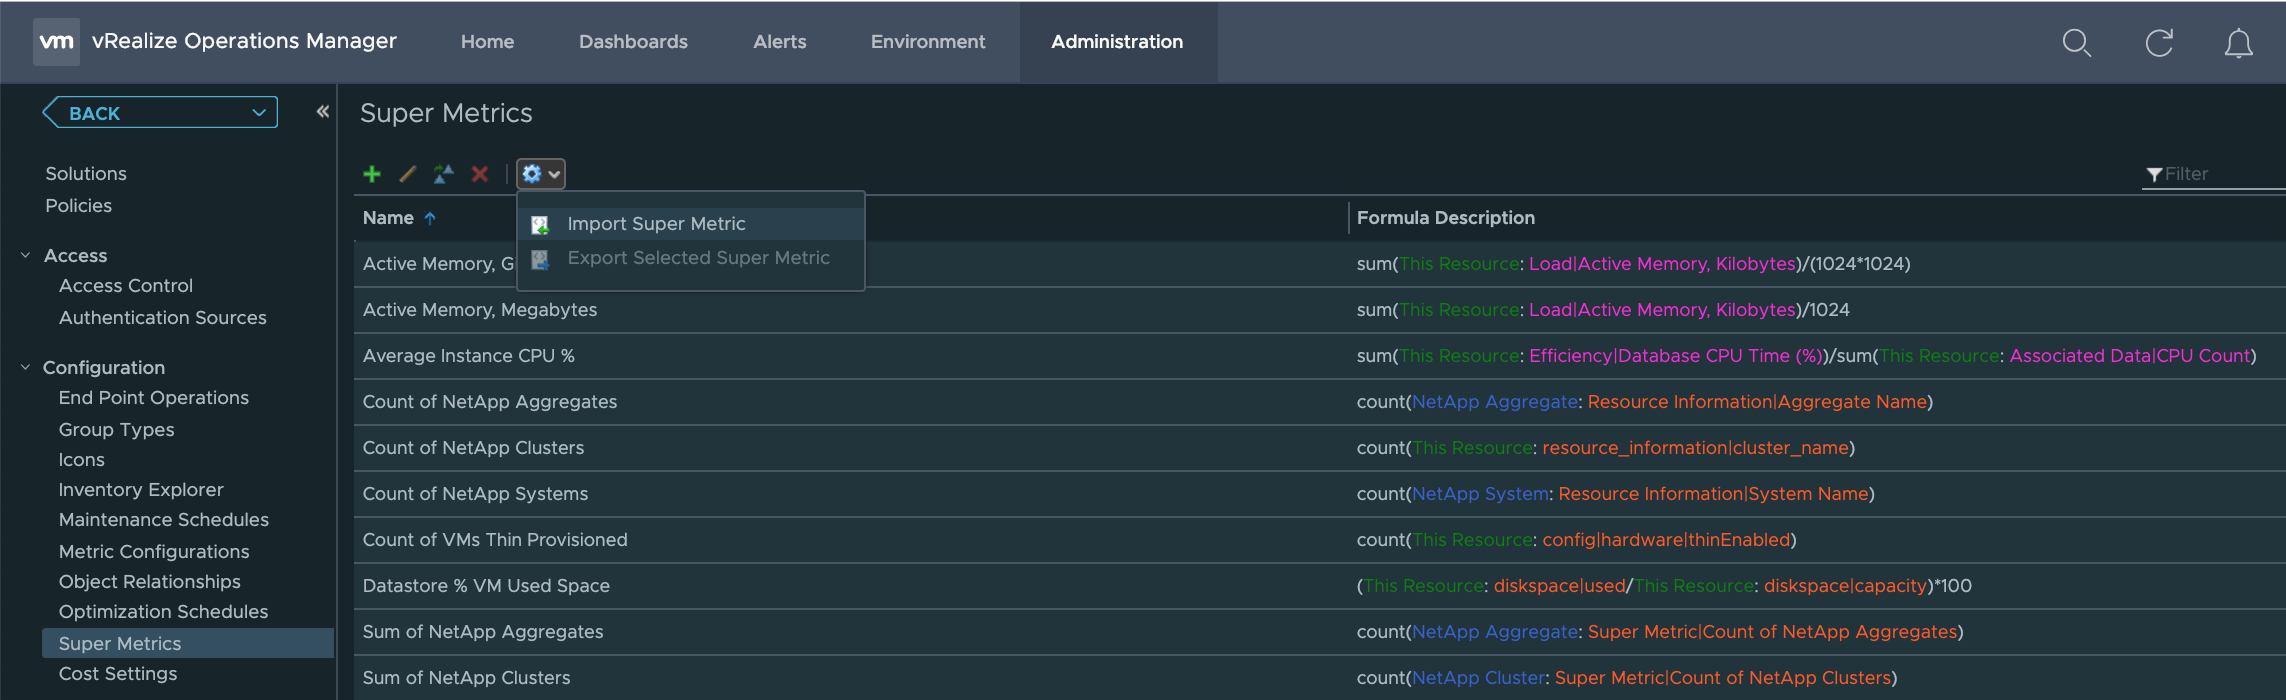 vm vRealize Operations Manager Home Dashboards Alerts Environment Administration
BACK
Solutions
Policies
Access
Access Control
Authentication Sources
Configuration
End Point Operations
Group Types
Icons
Inventory Explorer
Maintenance Schedules
Metric Configurations
Object Relationships
Optimization Schedules
Super Metrics
Cost Settings
Super Metrics
Filter
Import Super Metric
Export Selected Super Metric
Name Formula Description
Active Memory, G sum(This Resource: Load|Active Memory, Kilobytes)/(1024*1024)
Active Memory, Megabytes sum(This Resource: Load|Active Memory, Kilobytes)/1024
Average Instance CPU % sum(This Resource: Efficiency|Database CPU Time (%))/sum(This Resource: Associated Data|CPU Count)
Count of NetApp Aggregates count(NetApp Aggregate: Resource Information|Aggregate Name)
Count of NetApp Clusters count(This Resource: resource_information|cluster_name)
Count of NetApp Systems count(NetApp System: Resource Information|System Name)
Count of VMs Thin Provisioned count(This Resource: config|hardware|thinEnabled)
Datastore % VM Used Space (This Resource: diskspace|used/This Resource: diskspace|capacity)*100
Sum of NetApp Aggregates count(NetApp Aggregate: Super Metric|Count of NetApp Aggregates)
Sum of NetApp Clusters count(NetApp Cluster: Super Metric|Count of NetApp Clusters)